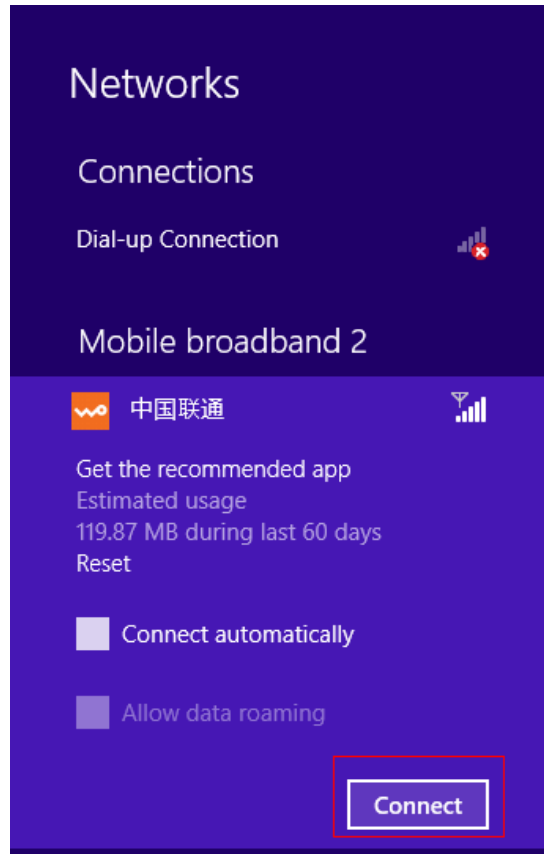 Networks
Connections
Dial-up Connection
Mobile broadband 2
中国联通
Get the recommended app
Estimated usage
119.87 MB during last 60 days
Reset
Connect automatically
Allow data roaming
Connect